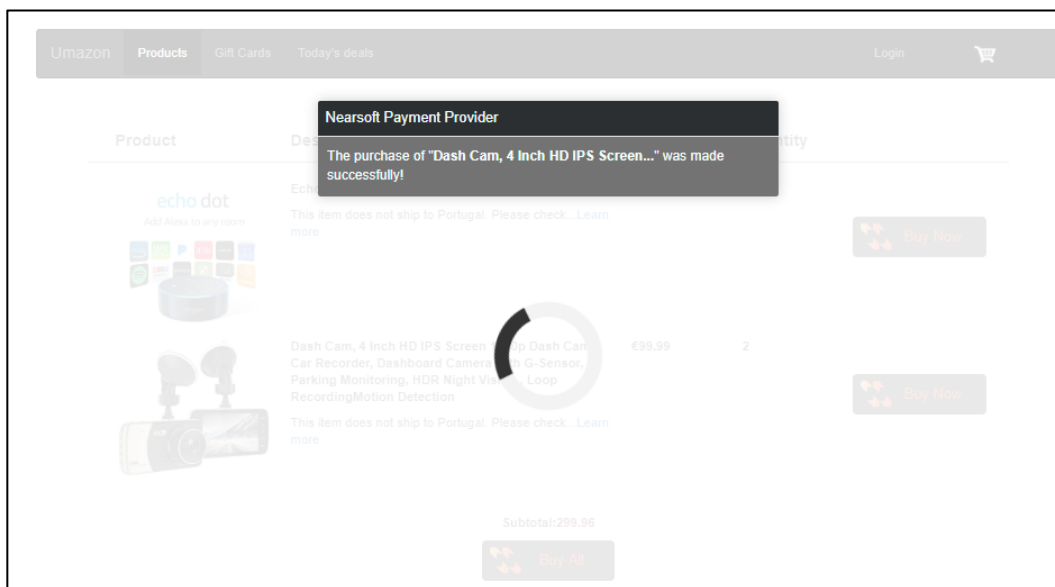 Umazon Products Gift Cards Today's deals Login
Nearsoft Payment Provider
The purchase of "Dash Cam, 4 Inch HD IPS Screen..." was made
successfully!
Product
echo dot
Add Alexa to any room
This item does not ship to Portugal. Please check...Learn
more
Buy Now
Dash Cam, 4 Inch HD IPS Screen Dash Cam
€99.99 2
Car Recorder, Dashboard Camera G-Sensor,
Parking Monitoring, HDR Night Loop
RecordingMotion Detection
This item does not ship to Portugal. Please check...Learn
more
Buy Now
Subtotal:299.96
Buy All